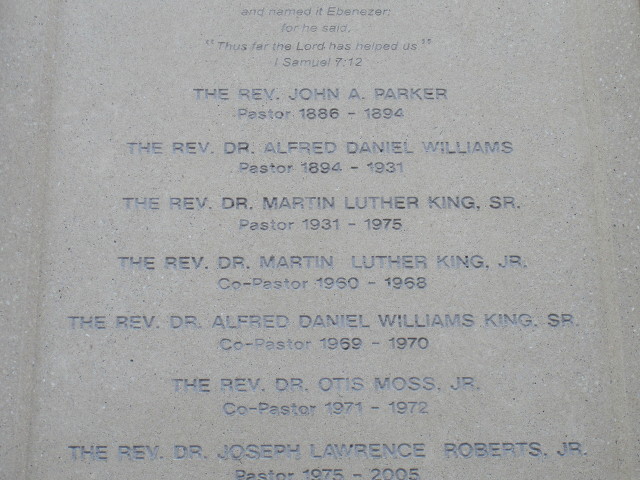 and named it Ebenezer;
for he said,
"Thus far the Lord has helped us"
I Samuel 7:12
THE REV. JOHN A. PARKER
Pastor 1886 - 1894
THE REV. DR. ALFRED DANIEL WILLIAMS
Pastor 1894 - 1931
THE REV. DR. MARTIN LUTHER KING, SR.
Pastor 1931 - 1975
THE REV. DR. MARTIN LUTHER KING, JR.
Co-Pastor 1960 - 1968
THE REV. DR. ALFRED DANIEL WILLIAMS KING, SR.
Co-Pastor 1969 - 1970
THE REV. DR. OTIS MOSS, JR.
Co-Pastor 1971 - 1972
THE REV. DR. JOSEPH LAWRENCE ROBERTS, JR.
Pastor 1975 - 2005